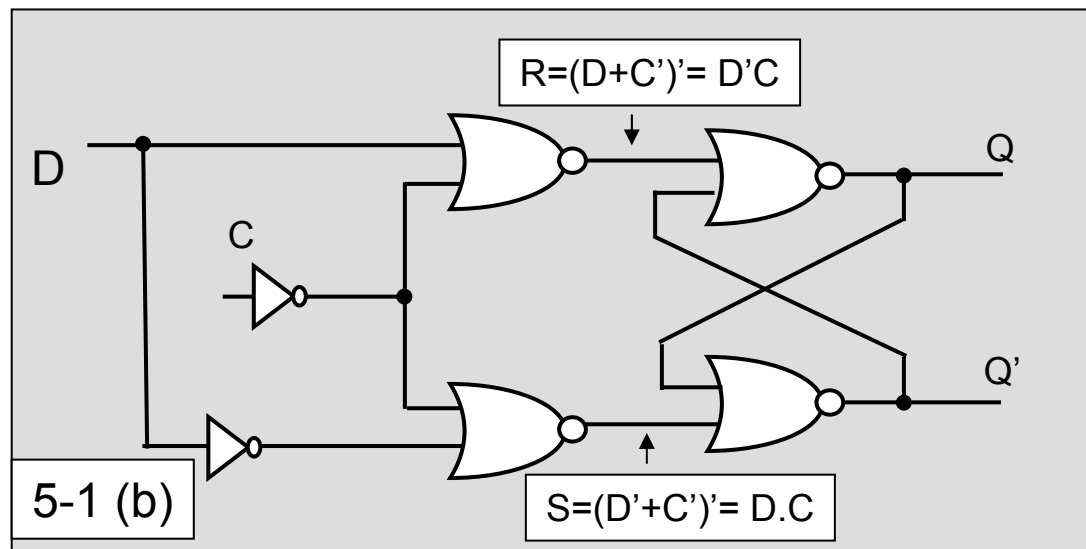 R=(D+C’)’= D’C
Q
D
C
Q’
5-1 (b)
S=(D’+C’)’= D.C